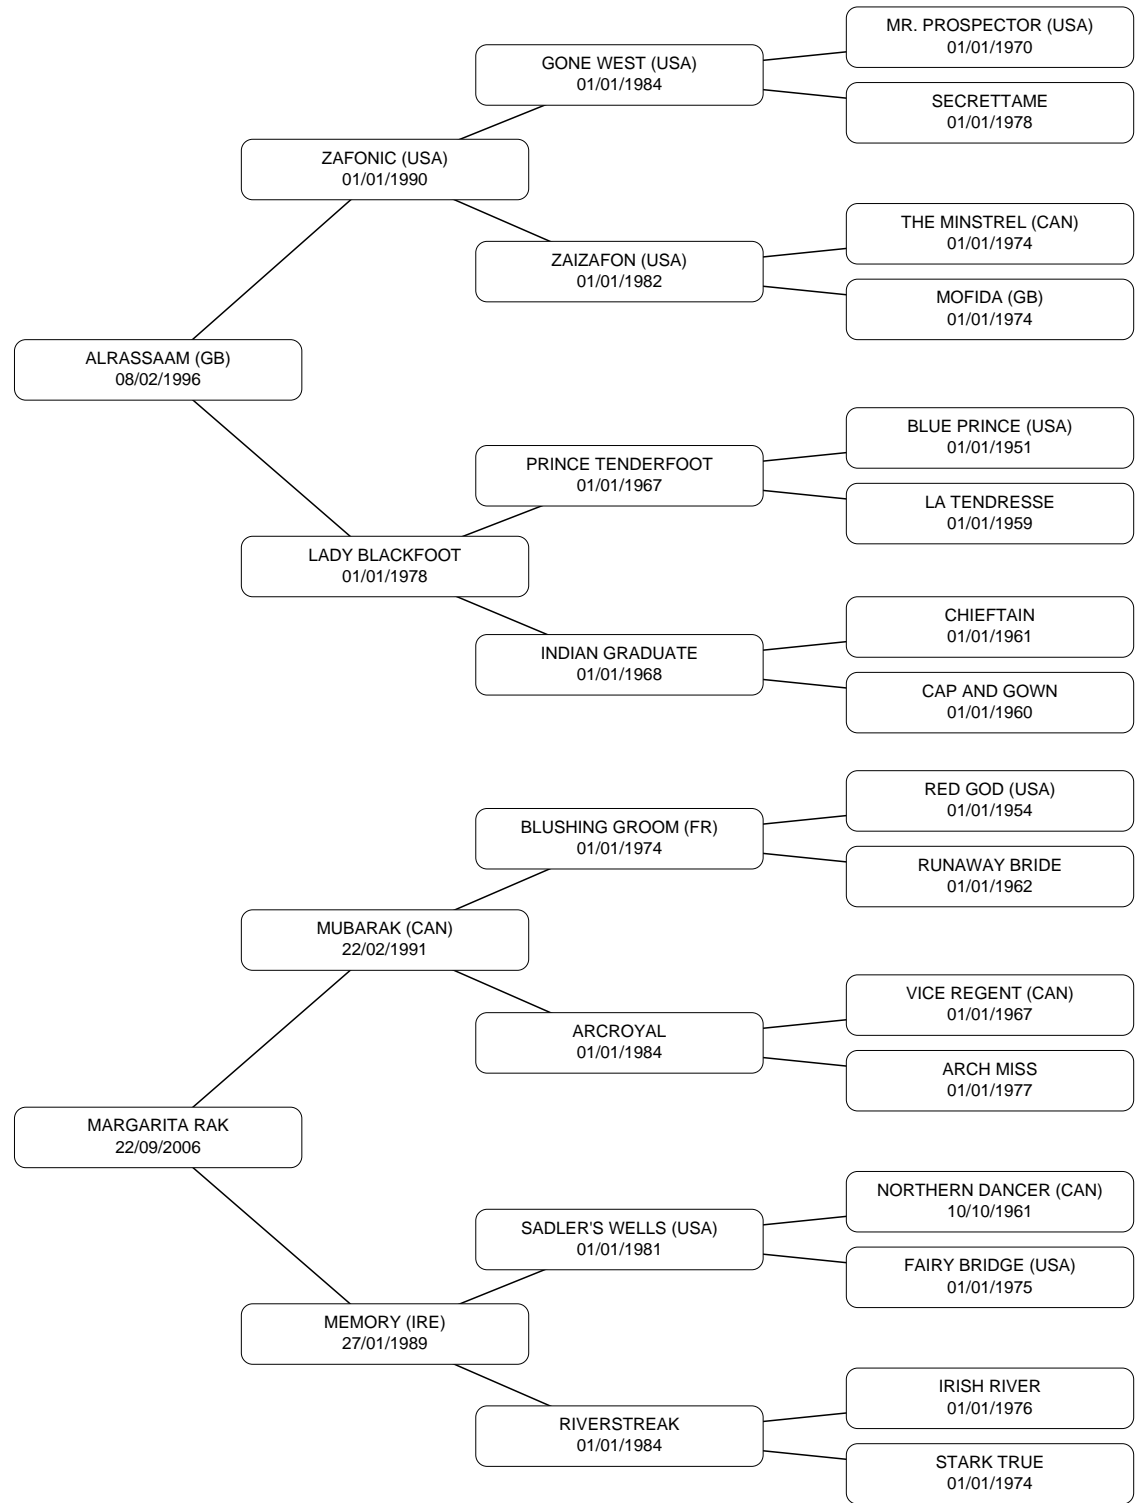 MR. PROSPECTOR (USA)
01/01/1970
GONE WEST (USA)
01/01/1984
SECRETTAME
01/01/1978
ZAFONIC (USA)
01/01/1990
THE MINSTREL (CAN)
01/01/1974
ZAIZAFON (USA)
01/01/1982
MOFIDA (GB)
01/01/1974
ALRASSAAM (GB)
08/02/1996
BLUE PRINCE (USA)
01/01/1951
PRINCE TENDERFOOT
01/01/1967
LA TENDRESSE
01/01/1959
LADY BLACKFOOT
01/01/1978
CHIEFTAIN
01/01/1961
INDIAN GRADUATE
01/01/1968
CAP AND GOWN
01/01/1960
RED GOD (USA)
01/01/1954
BLUSHING GROOM (FR)
01/01/1974
RUNAWAY BRIDE
01/01/1962
MUBARAK (CAN)
22/02/1991
VICE REGENT (CAN)
01/01/1967
ARCROYAL
01/01/1984
ARCH MISS
01/01/1977
MARGARITA RAK
22/09/2006
NORTHERN DANCER (CAN)
10/10/1961
SADLER'S WELLS (USA)
01/01/1981
FAIRY BRIDGE (USA)
01/01/1975
MEMORY (IRE)
27/01/1989
IRISH RIVER
01/01/1976
RIVERSTREAK
01/01/1984
STARK TRUE
01/01/1974